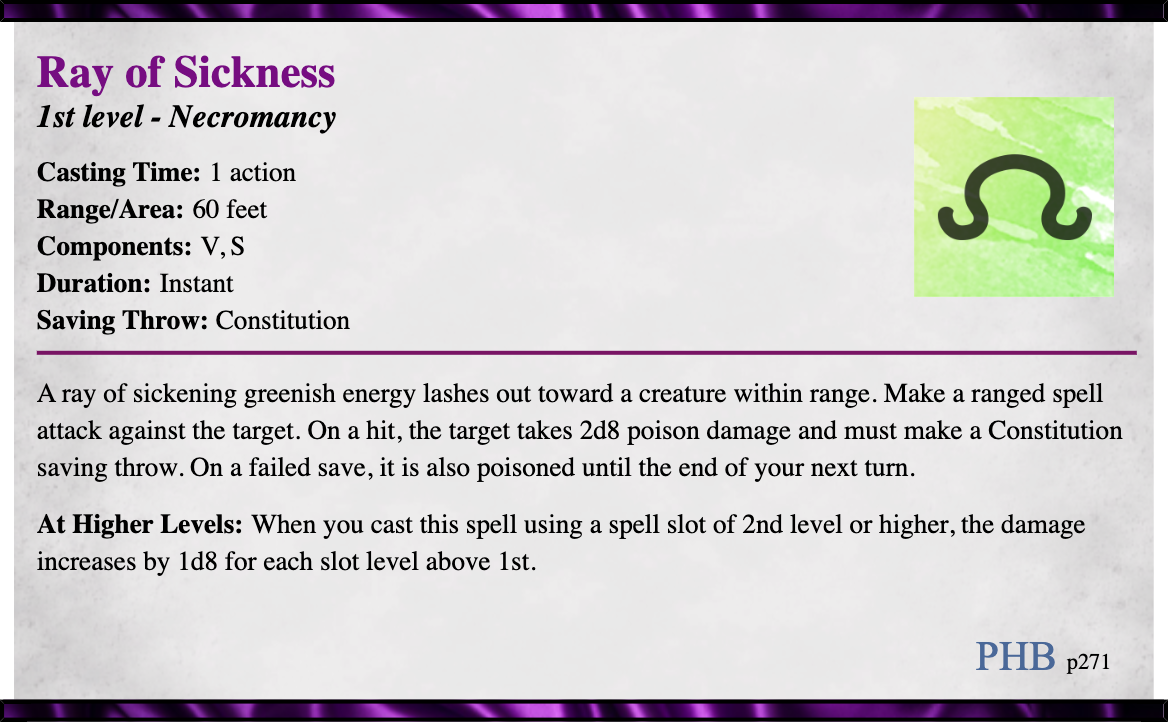 Ray of Sickness
1st level - Necromancy
Casting Time: 1 action
Range/Area: 60 feet
Components: V, S
Duration: Instant
Saving Throw: Constitution
A ray of sickening greenish energy lashes out toward a creature within range. Make a ranged spell
attack against the target. On a hit, the target takes 2d8 poison damage and must make a Constitution
saving throw. On a failed save, it is also poisoned until the end of your next turn.
At Higher Levels: When you cast this spell using a spell slot of 2nd level or higher, the damage
increases by 1d8 for each slot level above 1st.
PHB p271